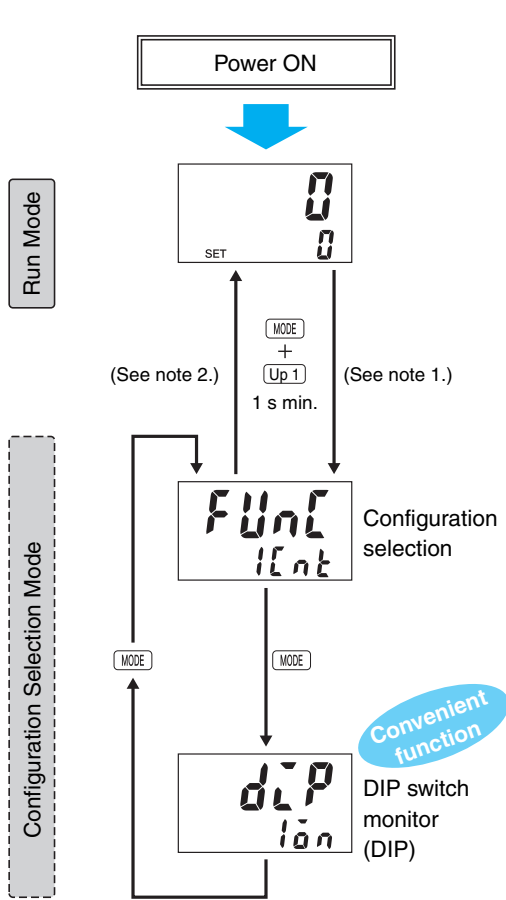 Power ON
Run Mode
0
SET 0
MODE
+
Up 1
1 s min.
(See note 2.)
(See note 1.)
Configuration Selection Mode
FUnC
1Cnt
Configuration
selection
MODE
MODE
Convenient
function
diP
1on
DIP switch
monitor
(DIP)